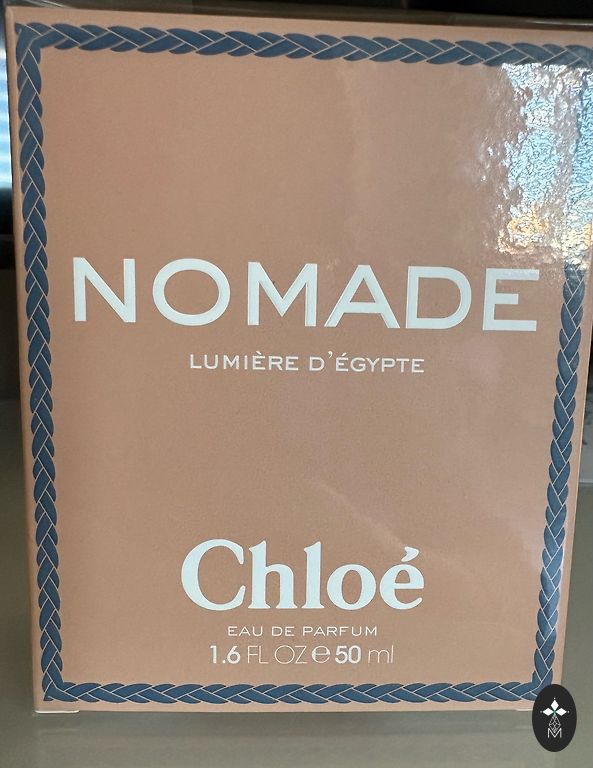 NOMADE
LUMIÈRE D'ÉGYPTE
Chloé
EAU DE PARFUM
1.6 FL OZ ℮ 50 ml
M